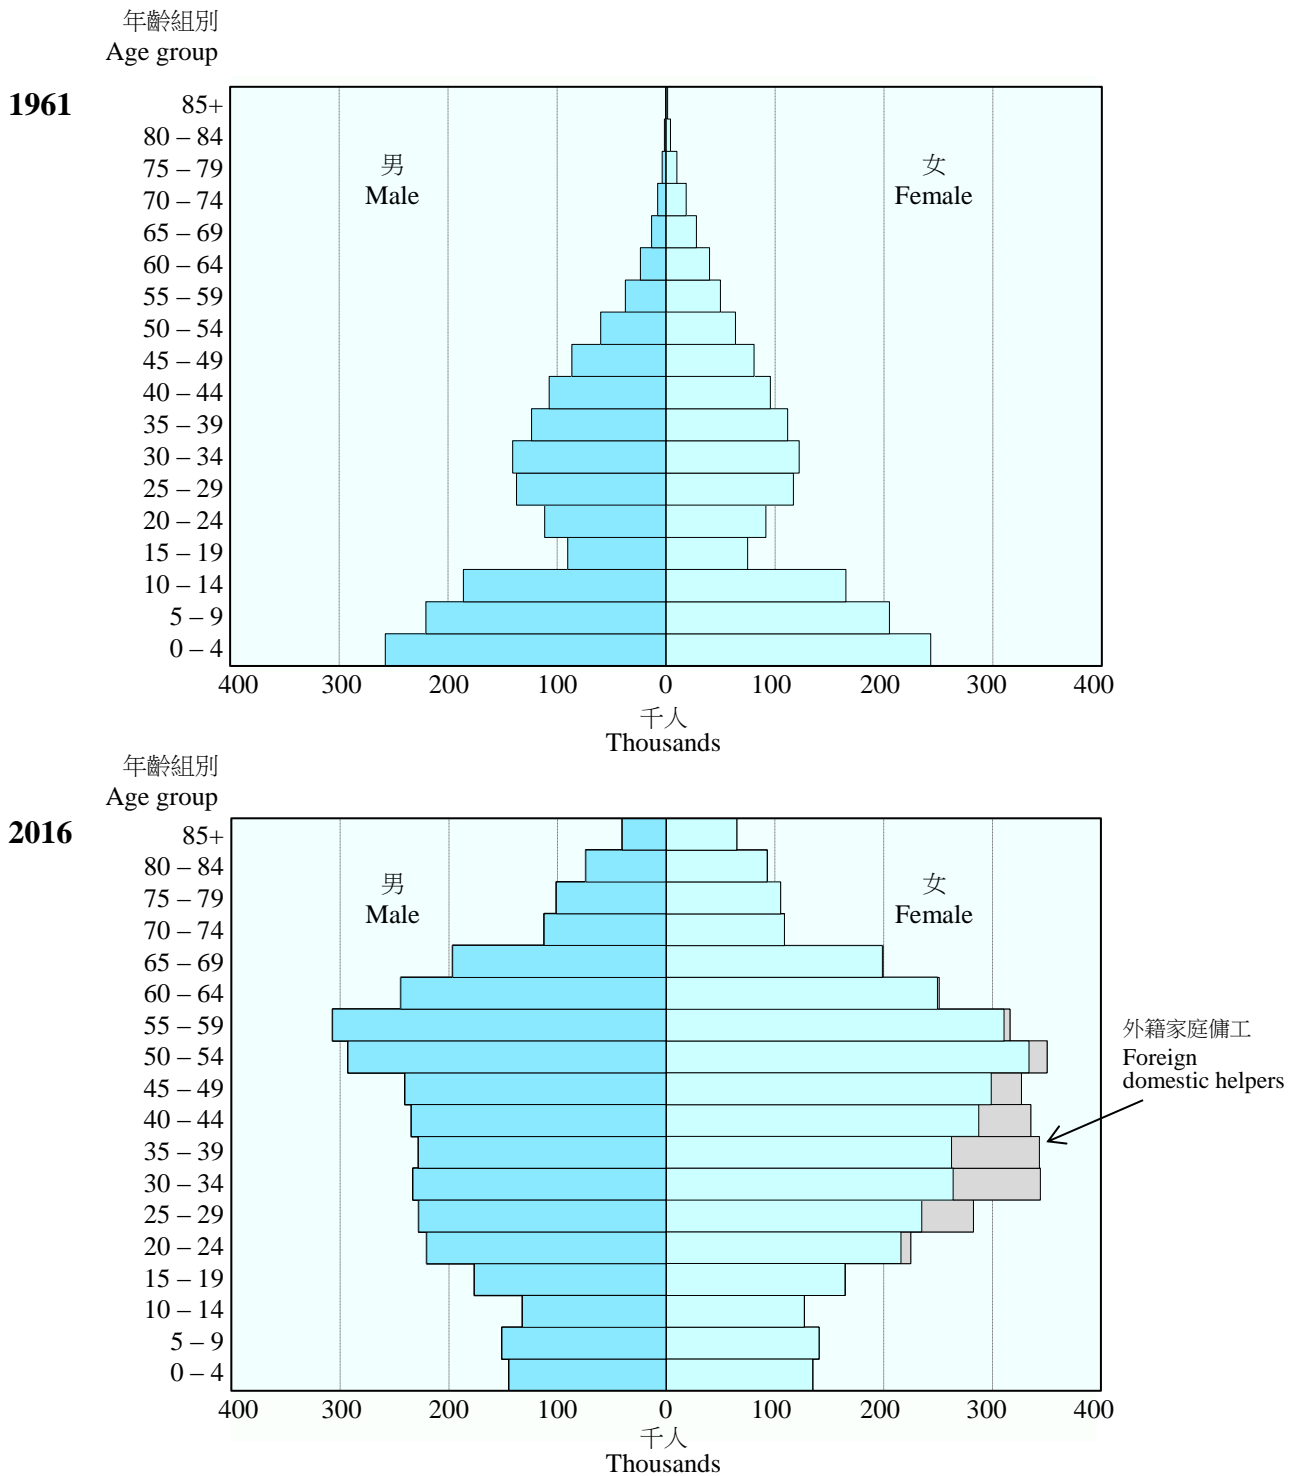 年齡組別
Age group
1961
85+
80 – 84
75 – 79
70 – 74
65 – 69
60 – 64
55 – 59
50 – 54
45 – 49
40 – 44
35 – 39
30 – 34
25 – 29
20 – 24
15 – 19
10 – 14
5 – 9
0 – 4
男
Male
女
Female
400 300 200 100 0 100 200 300 400
千人
Thousands
年齡組別
Age group
2016
85+
80 – 84
75 – 79
70 – 74
65 – 69
60 – 64
55 – 59
50 – 54
45 – 49
40 – 44
35 – 39
30 – 34
25 – 29
20 – 24
15 – 19
10 – 14
5 – 9
0 – 4
男
Male
女
Female
外籍家庭傭工
Foreign
domestic helpers
400 300 200 100 0 100 200 300 400
千人
Thousands